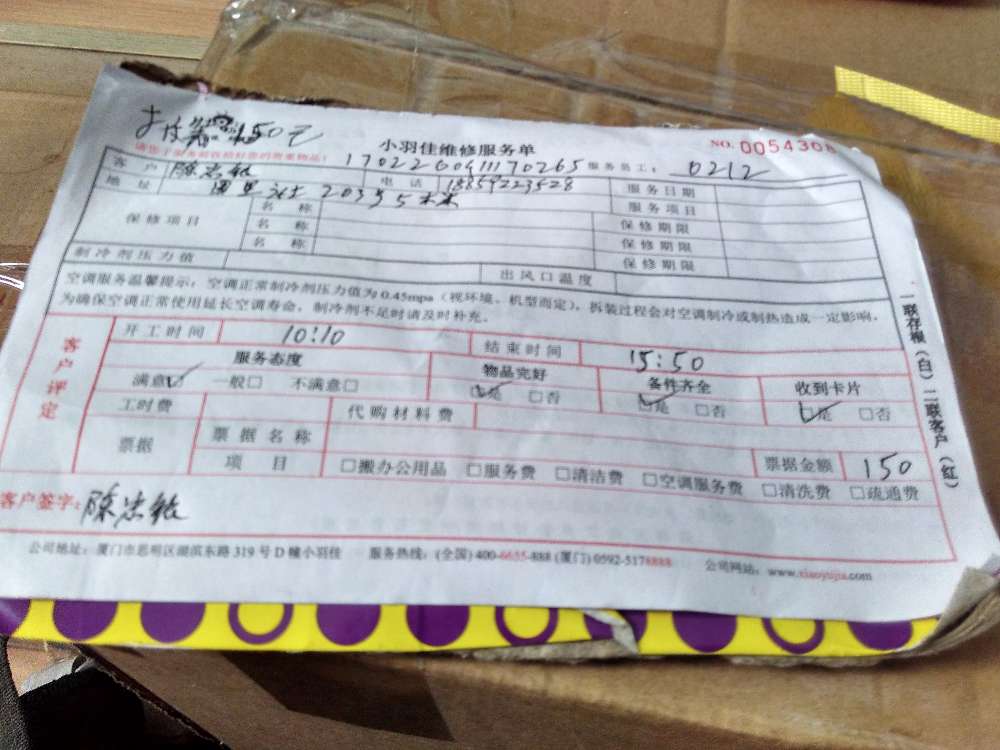 150元
小羽佳维修服务单 NO. 0054308
1702220611170265 服务员工: 0212
客户 陈忠敏 电话 18859223528 服务日期
地址 2035 服务项目
保修项目 名称 保修期限
名称 保修期限
名称 保修期限
制冷剂压力值 出风口温度
空调服务温馨提示:空调正常制冷剂压力值为0.45mpa(视环境、机型而定),拆装过程会对空调制冷或制热造成一定影响,
为确保空调正常使用延长空调寿命,制冷剂不足时请及时补充。
客户评定
开工时间 10:10 结束时间 15:50
服务态度 物品完好 备件齐全 收到卡片
满意☑ 一般□ 不满意□ ☑是 □否 ☑是 □否 ☑是 □否
工时费 代购材料费
票据 票据名称 票据金额 150
项目 □搬办公用品 □服务费 □清洁费 □空调服务费 □清洗费 □疏通费
客户签字: 陈忠敏
公司地址:厦门市思明区湖滨东路319号D幢小羽佳 服务热线:(全国)400-6655-888 (厦门)0592-5178888 公司网站:www.xiaoyujia.com
一联存根(白)二联客户(红)